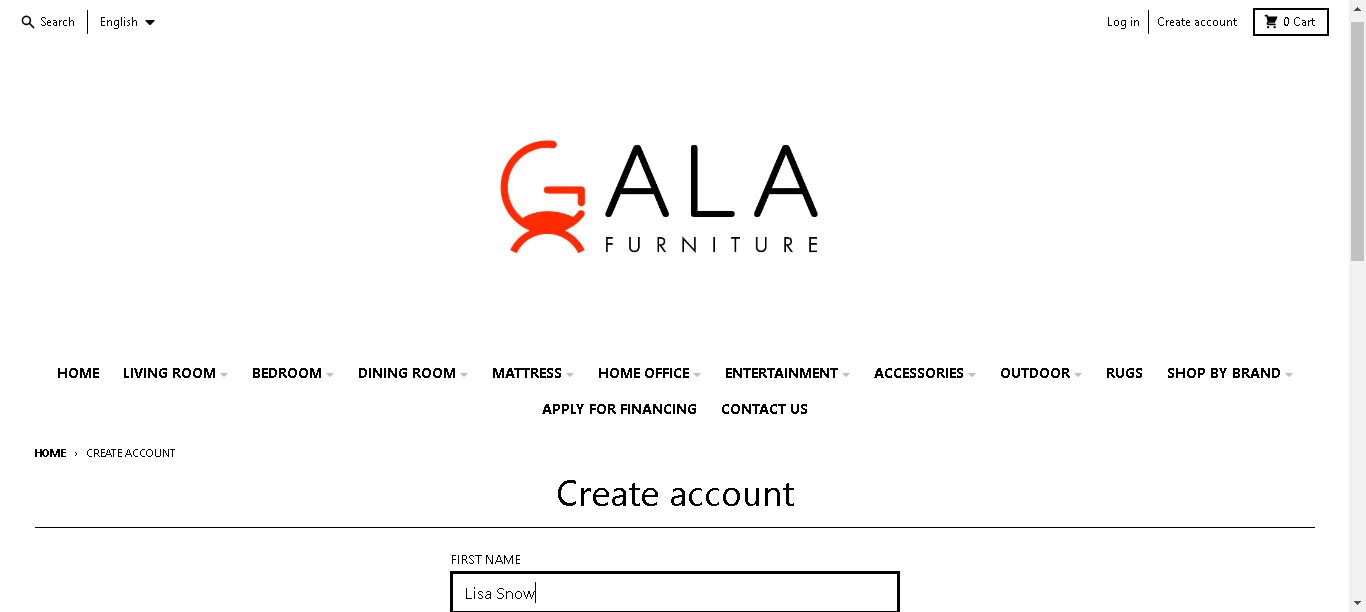 Search English Log in Create account 0 Cart
GALA
FURNITURE
HOME LIVING ROOM BEDROOM DINING ROOM MATTRESS HOME OFFICE ENTERTAINMENT ACCESSORIES OUTDOOR RUGS SHOP BY BRAND
APPLY FOR FINANCING CONTACT US
HOME › CREATE ACCOUNT
Create account
FIRST NAME
Lisa Snow